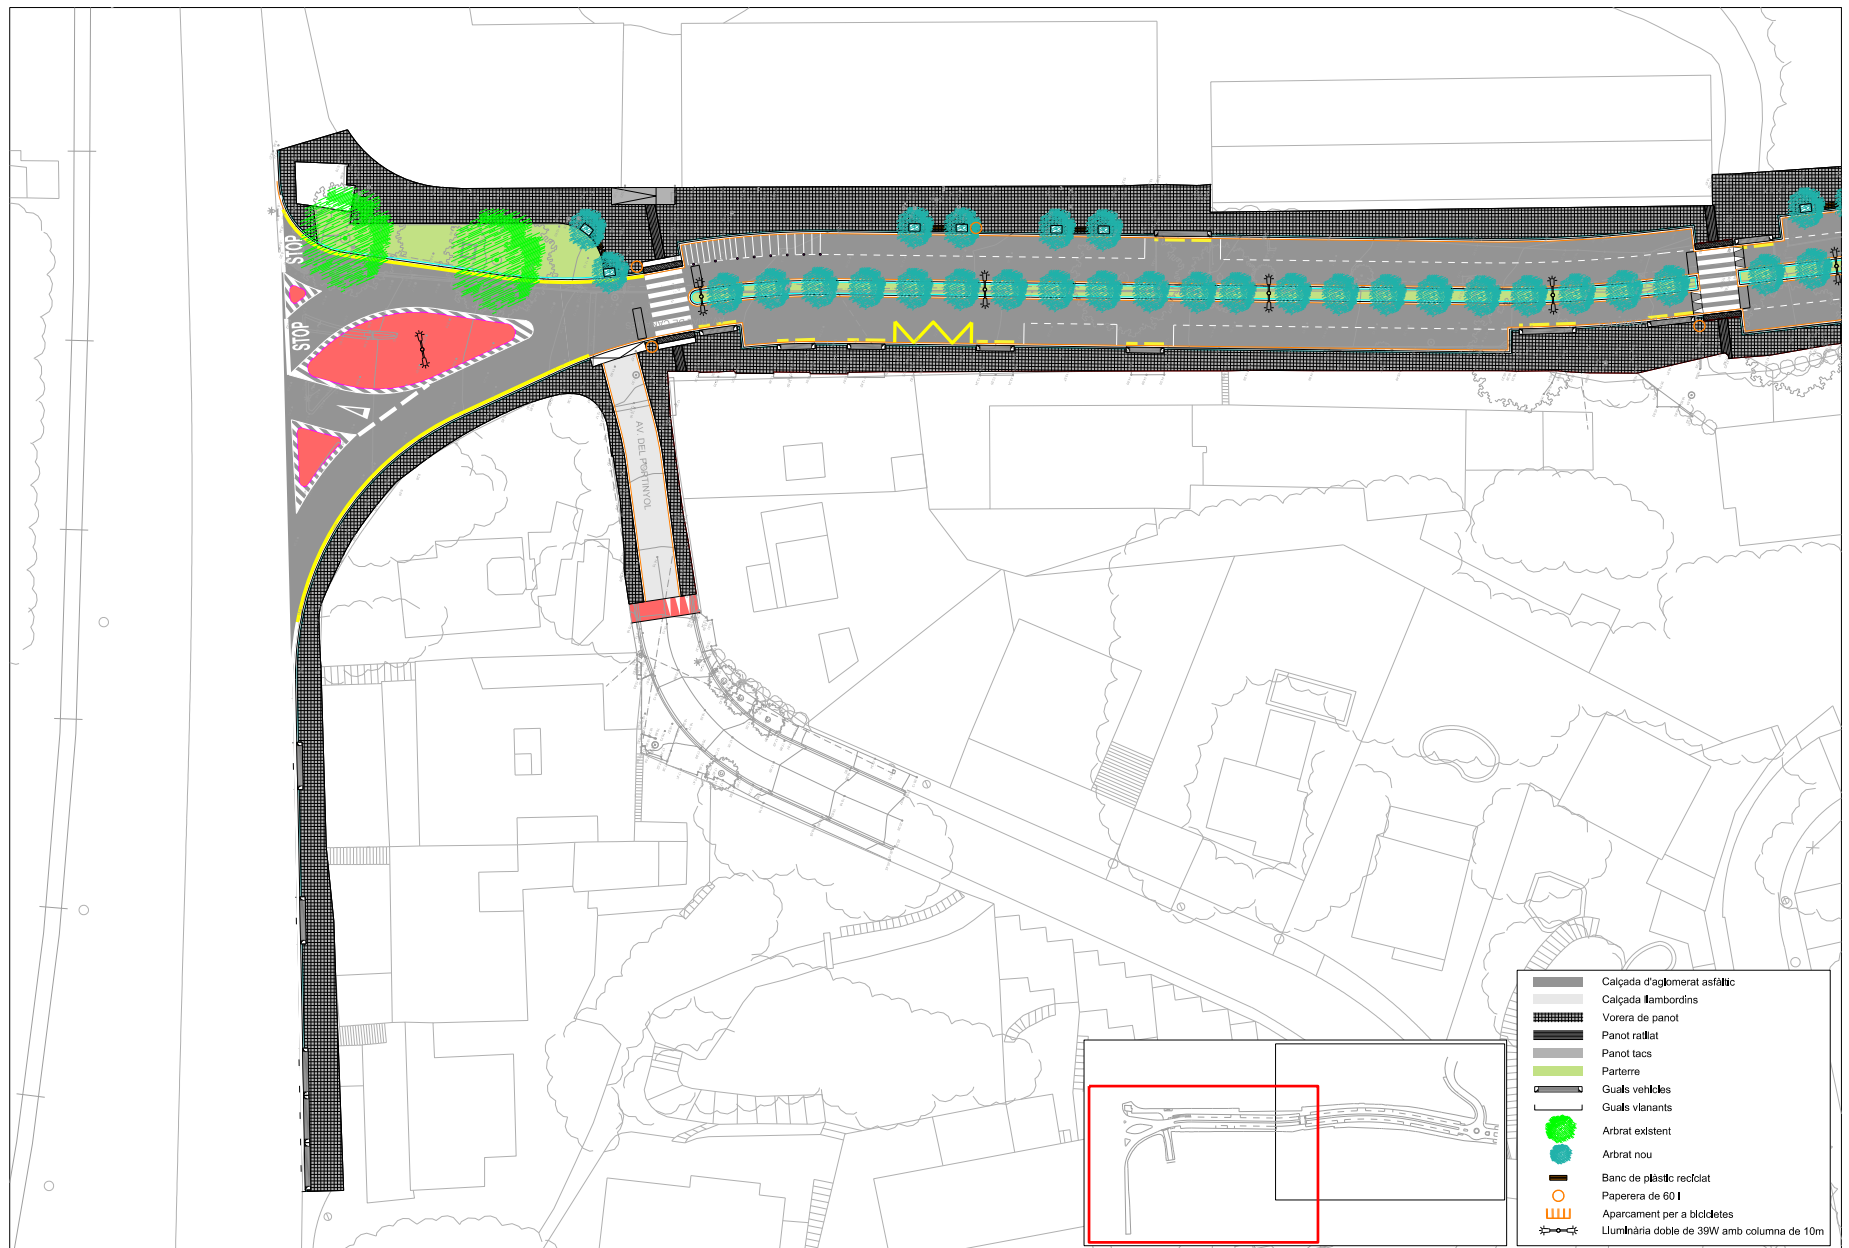 STOP
STOP
AV. DEL PORTINYOL
Calçada d'aglomerat asfàltic
Calçada llambordins
Vorera de panot
Panot ratllat
Panot tacs
Parterre
Guals vehicles
Guals vianants
Arbrat existent
Arbrat nou
Banc de plàstic reciclat
Paperera de 60 l
Aparcament per a bicicletes
Lluminària doble de 39W amb columna de 10m